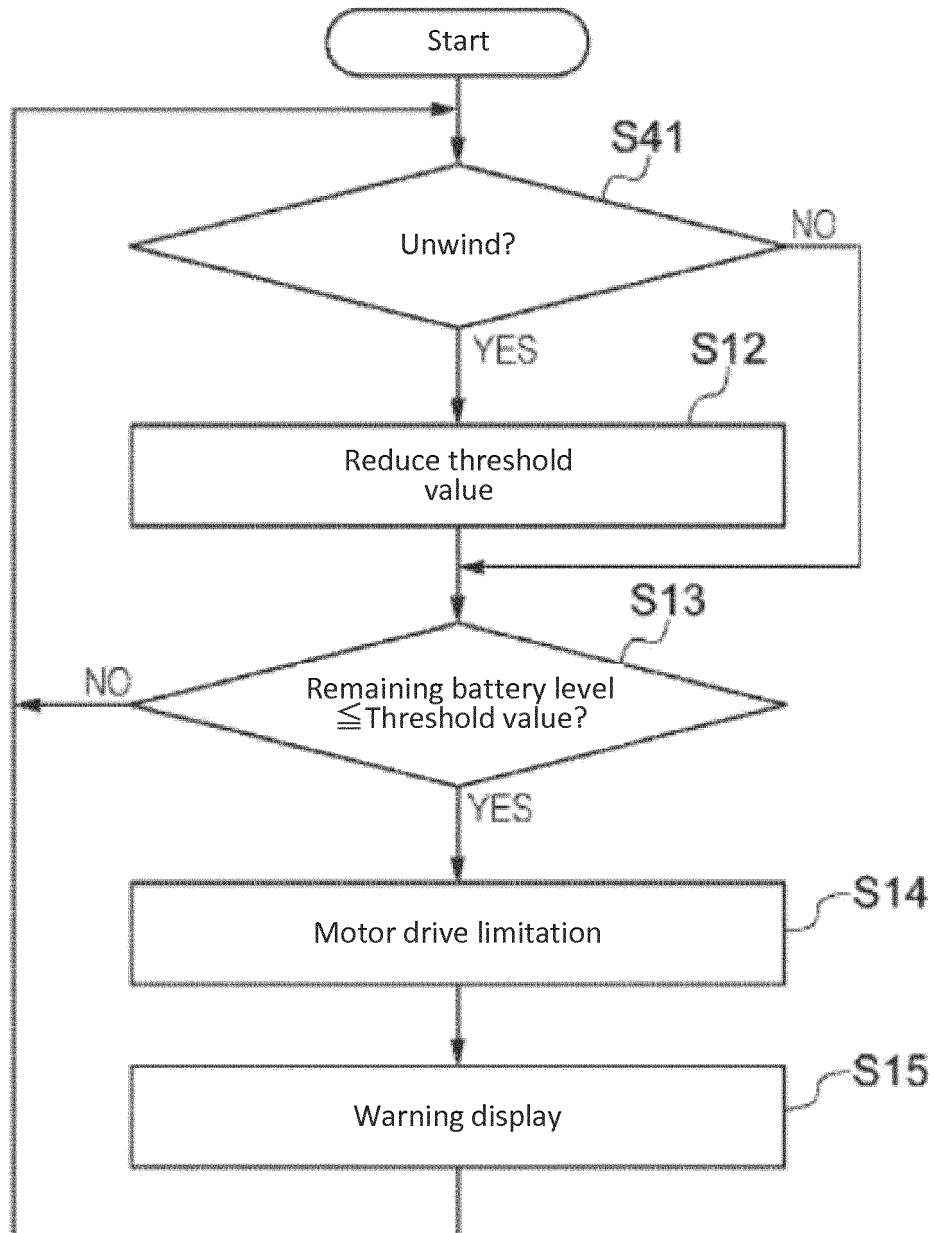 Start
S41
Unwind?
NO
YES
S12
Reduce threshold
value
S13
Remaining battery level
≦Threshold value?
NO
YES
S14
Motor drive limitation
S15
Warning display